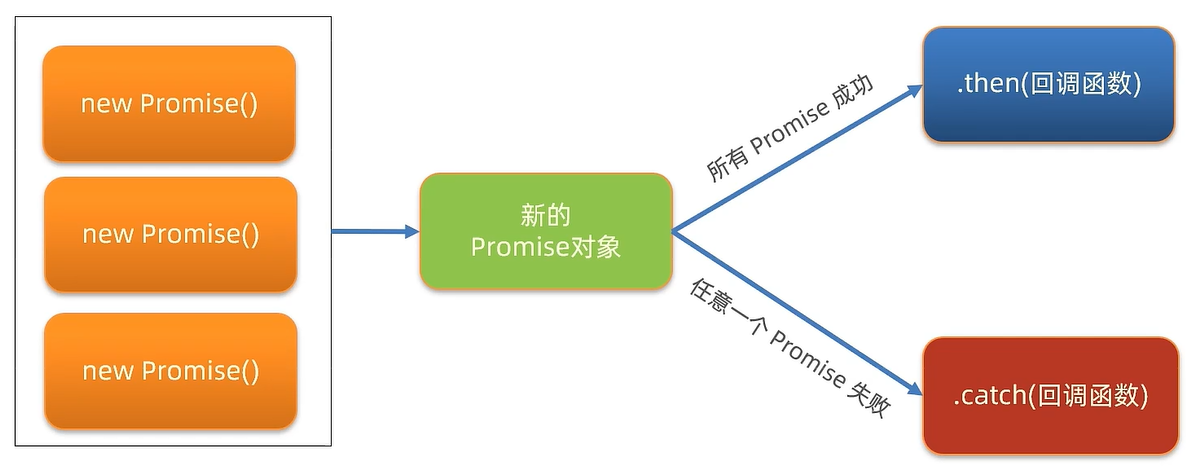 new Promise()
new Promise()
new Promise()
新的
Promise对象
所有 Promise 成功
任意一个 Promise 失败
.then(回调函数)
.catch(回调函数)